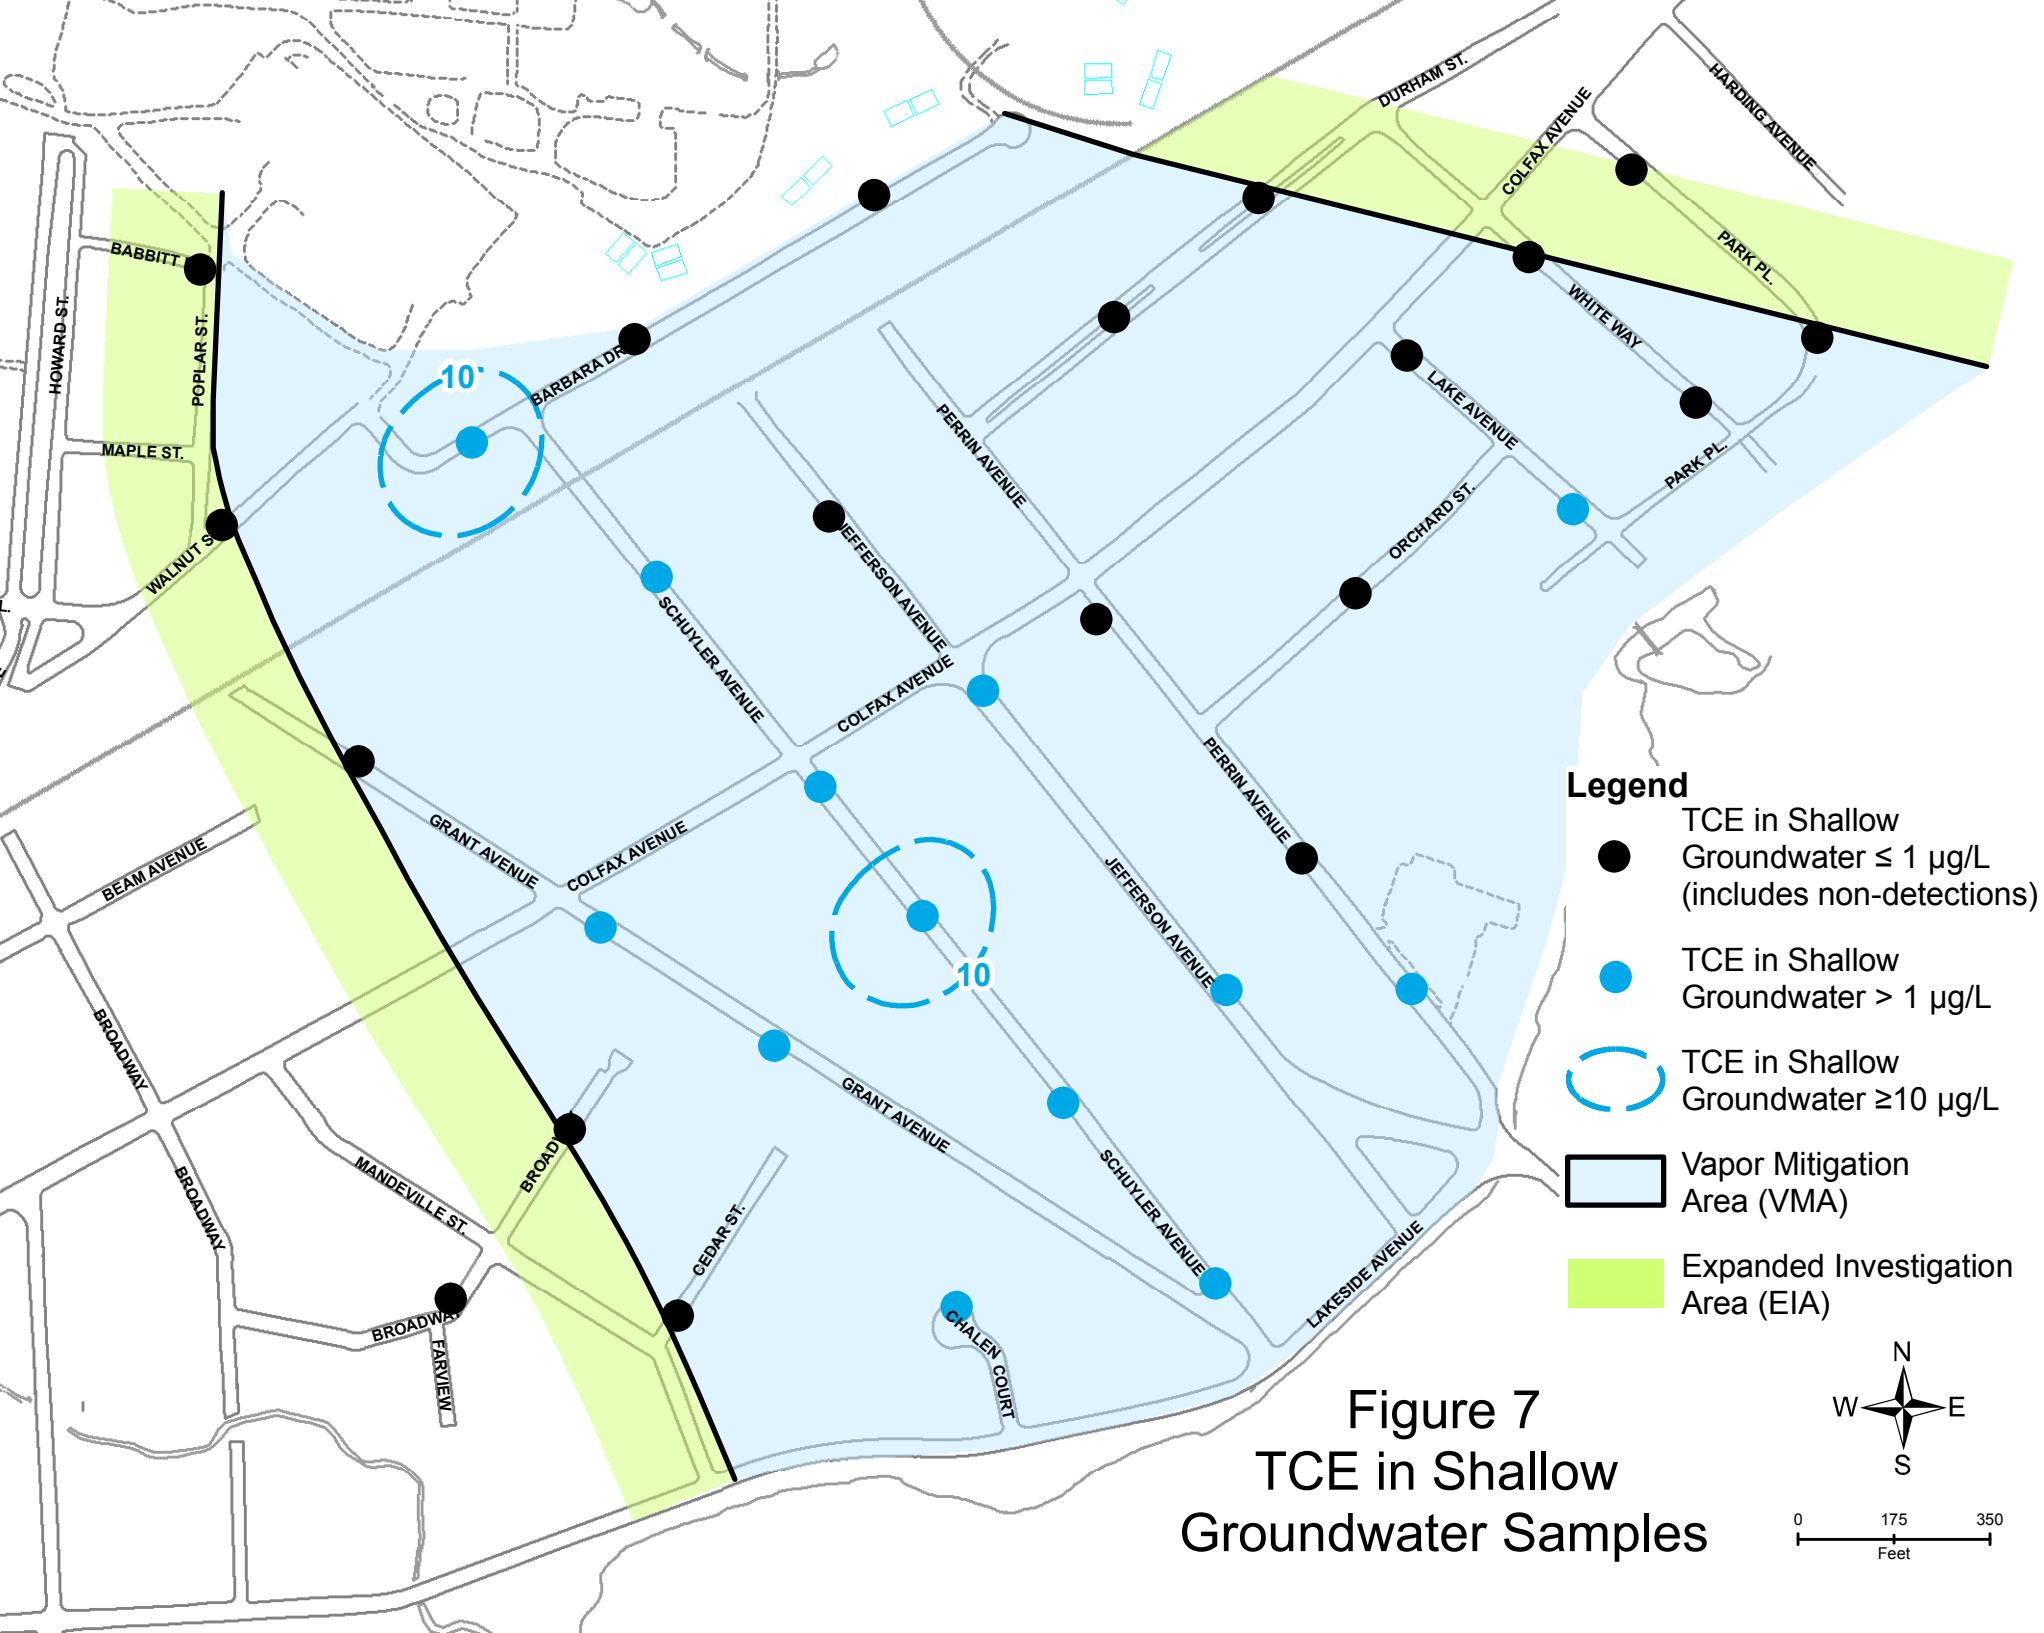 DURHAM ST.
HARDING AVENUE
COLFAX AVENUE
PARK PL.
BABBITT
WHITE WAY
HOWARD ST.
POPLAR ST.
10
BARBARA DR
LAKE AVENUE
PERRIN AVENUE
MAPLE ST.
PARK PL.
ORCHARD ST.
WALNUT S
JEFFERSON AVENUE
L.
SCHUYLER AVENUE
COLFAX AVENUE
PERRIN AVENUE
GRANT AVENUE
COLFAX AVENUE
BEAM AVENUE
JEFFERSON AVENUE
10
BROADWAY
GRANT AVENUE
BROADWAY
MANDEVILLE ST.
BROADW
SCHUYLER AVENUE
CEDAR ST.
LAKESIDE AVENUE
BROADWAY
FARVIEW
CHALEN COURT
Legend
TCE in Shallow
Groundwater ≤ 1 µg/L
(includes non-detections)
TCE in Shallow
Groundwater > 1 µg/L
TCE in Shallow
Groundwater ≥10 µg/L
Vapor Mitigation
Area (VMA)
Expanded Investigation
Area (EIA)
Figure 7
TCE in Shallow
Groundwater Samples
N
W E
S
0 175 350
Feet